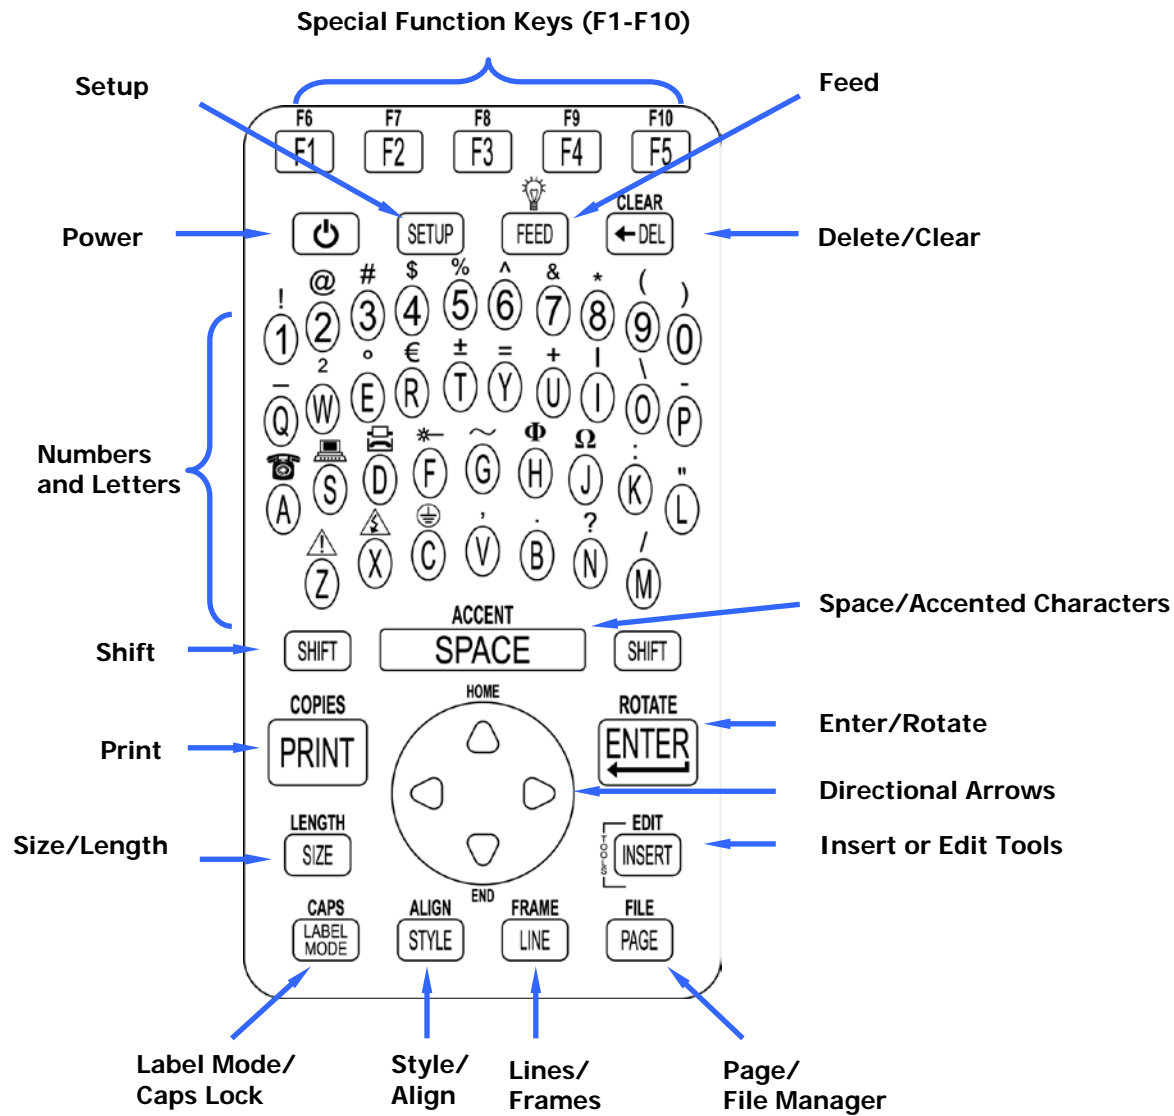 Special Function Keys (F1-F10)
Setup
Feed
F6 F7 F8 F9 F10
F1 F2 F3 F4 F5
CLEAR
Power
SETUP FEED ←DEL
Delete/Clear
! @ # $ % ^ & * ( )
1 2 3 4 5 6 7 8 9 0
_ 2 ° € ± = + | \ -
Q W E R T Y U I O P
~ Φ Ω : "
A S D F G H J K L
, . ? /
Z X C V B N M
Numbers
and Letters
Space/Accented Characters
ACCENT
Shift
SHIFT SPACE SHIFT
HOME
COPIES ROTATE
Enter/Rotate
Print
PRINT ENTER
Directional Arrows
LENGTH EDIT
Size/Length
SIZE TOOLS INSERT
Insert or Edit Tools
END
CAPS ALIGN FRAME FILE
LABEL
MODE
STYLE LINE PAGE
Label Mode/
Caps Lock
Style/
Align
Lines/
Frames
Page/
File Manager